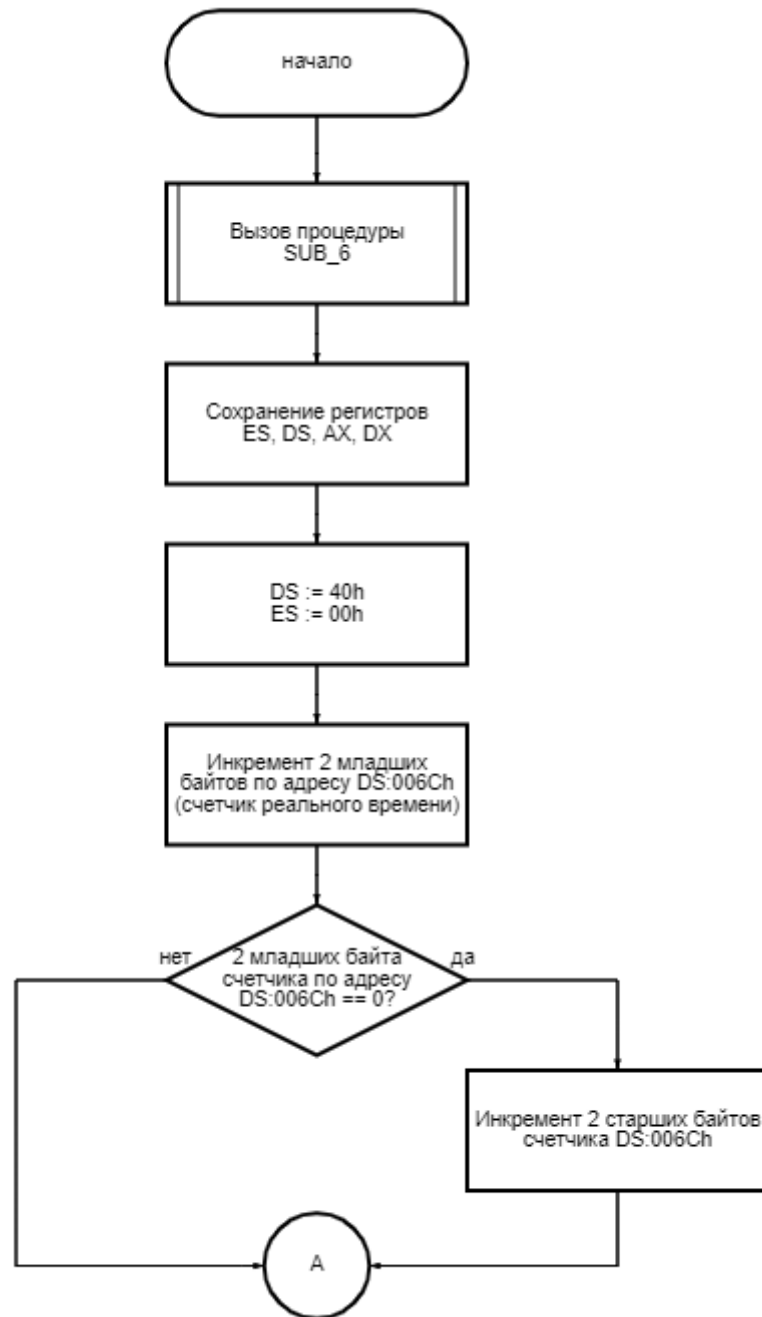 начало
Вызов процедуры
SUB_6
Сохранение регистров
ES, DS, AX, DX
DS := 40h
ES := 00h
Инкремент 2 младших
байтов по адресу DS:006Ch
(счетчик реального времени)
нет
2 младших байта
счетчика по адресу
DS:006Ch == 0?
да
Инкремент 2 старших байтов
счетчика DS:006Ch
A